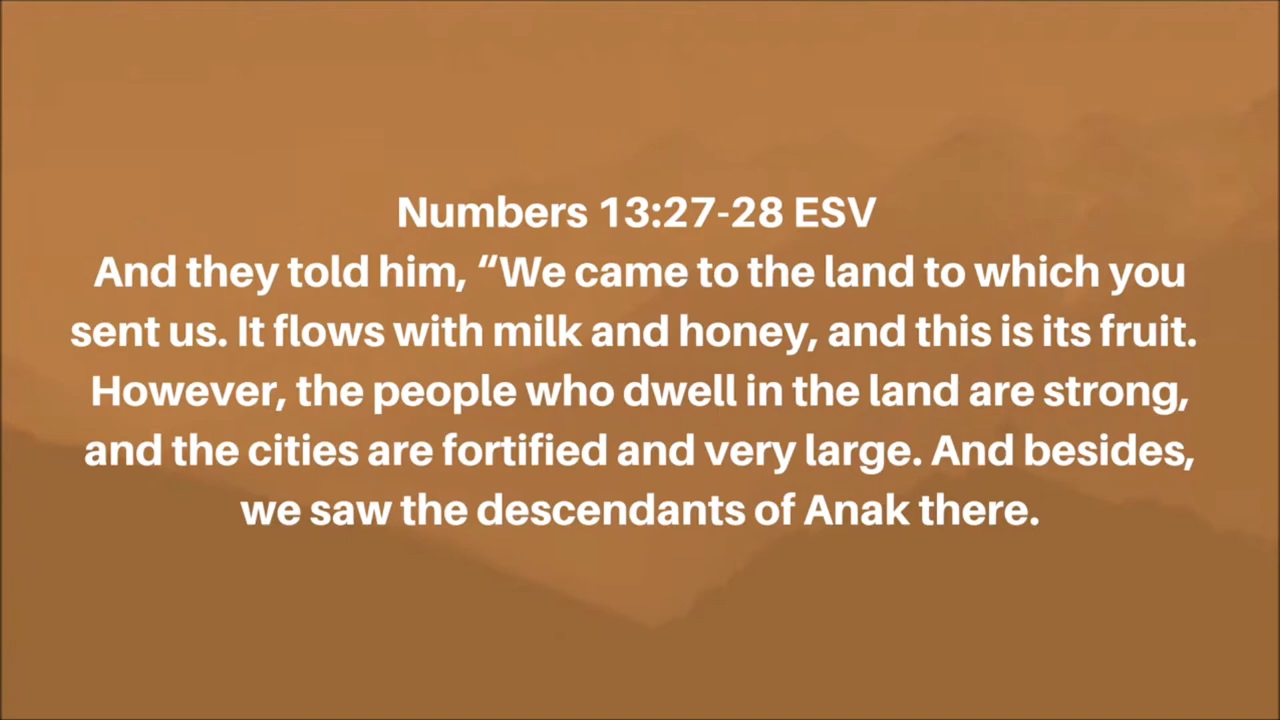 Numbers 13:27-28 ESV
And they told him, “We came to the land to which you
sent us. It flows with milk and honey, and this is its fruit.
However, the people who dwell in the land are strong,
and the cities are fortified and very large. And besides,
we saw the descendants of Anak there.